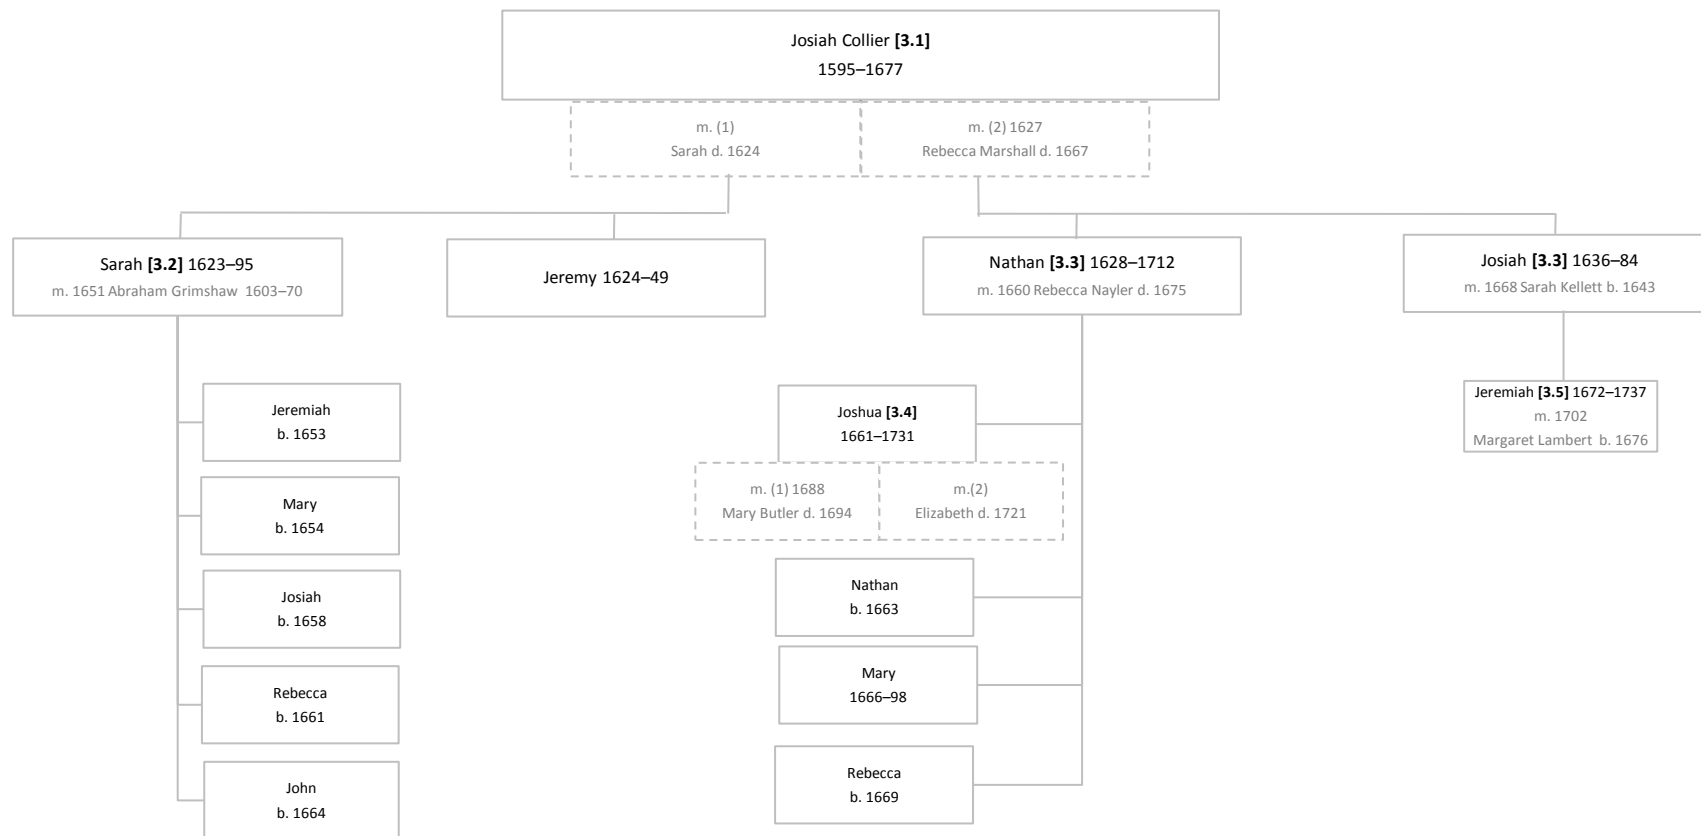 Josiah Collier [3.1]
1595–1677
m. (1)
Sarah d. 1624
m. (2) 1627
Rebecca Marshall d. 1667
Sarah [3.2] 1623–95
m. 1651 Abraham Grimshaw 1603–70
Jeremy 1624–49
Nathan [3.3] 1628–1712
m. 1660 Rebecca Nayler d. 1675
Josiah [3.3] 1636–84
m. 1668 Sarah Kellett b. 1643
Jeremiah
b. 1653
Mary
b. 1654
Josiah
b. 1658
Rebecca
b. 1661
John
b. 1664
Joshua [3.4]
1661–1731
m. (1) 1688
Mary Butler d. 1694
m.(2)
Elizabeth d. 1721
Nathan
b. 1663
Mary
1666–98
Rebecca
b. 1669
Jeremiah [3.5] 1672–1737
m. 1702
Margaret Lambert b. 1676